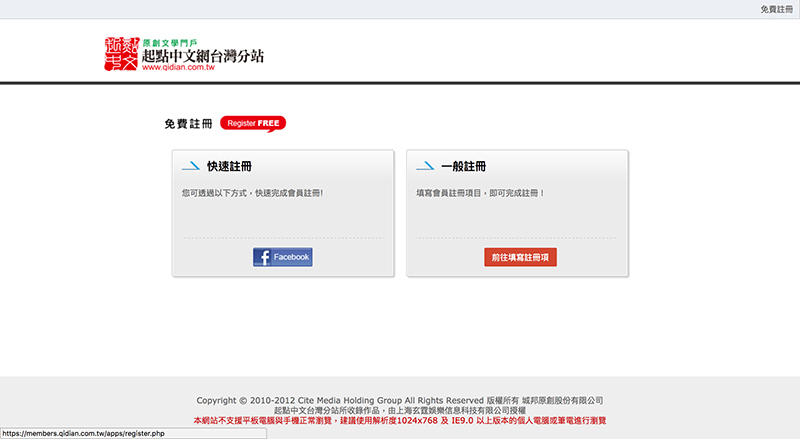 免費註冊
起點中文
原創文學門戶
起點中文網台灣分站
www.qidian.com.tw
免費註冊 Register FREE
快速註冊
您可透過以下方式，快速完成會員註冊!
Facebook
一般註冊
填寫會員註冊項目，即可完成註冊！
前往填寫註冊項
Copyright © 2010-2012 Cite Media Holding Group All Rights Reserved 版權所有 城邦原創股份有限公司
起點中文台灣分站所收錄作品，由上海玄霆娛樂信息科技有限公司授權
本網站不支援平板電腦與手機正常瀏覽，建議使用解析度1024x768 及 IE9.0 以上版本的個人電腦或筆電進行瀏覽
https://members.qidian.com.tw/apps/register.php